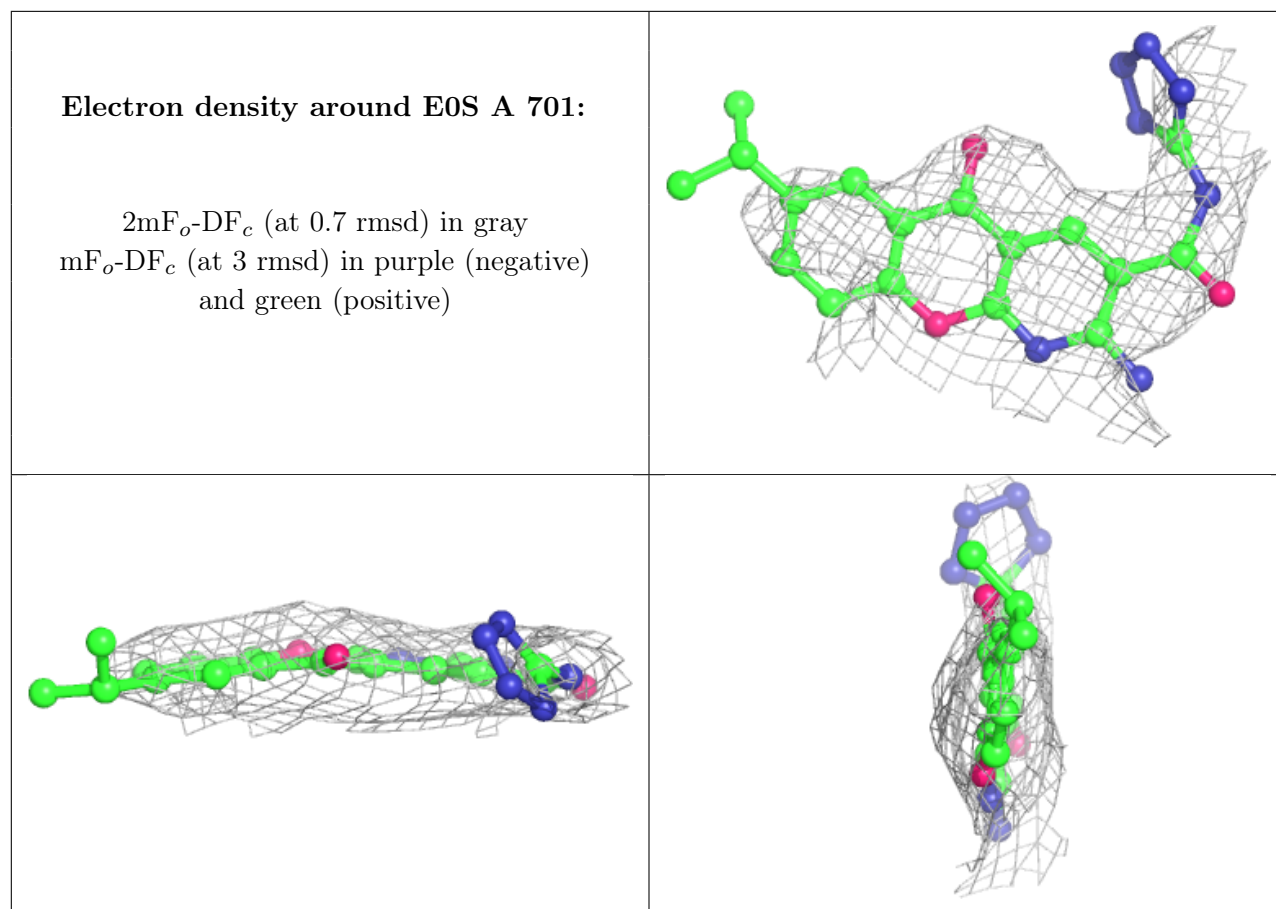 Electron density around E0S A 701:
2mFo-DFc (at 0.7 rmsd) in gray
mFo-DFc (at 3 rmsd) in purple (negative)
and green (positive)